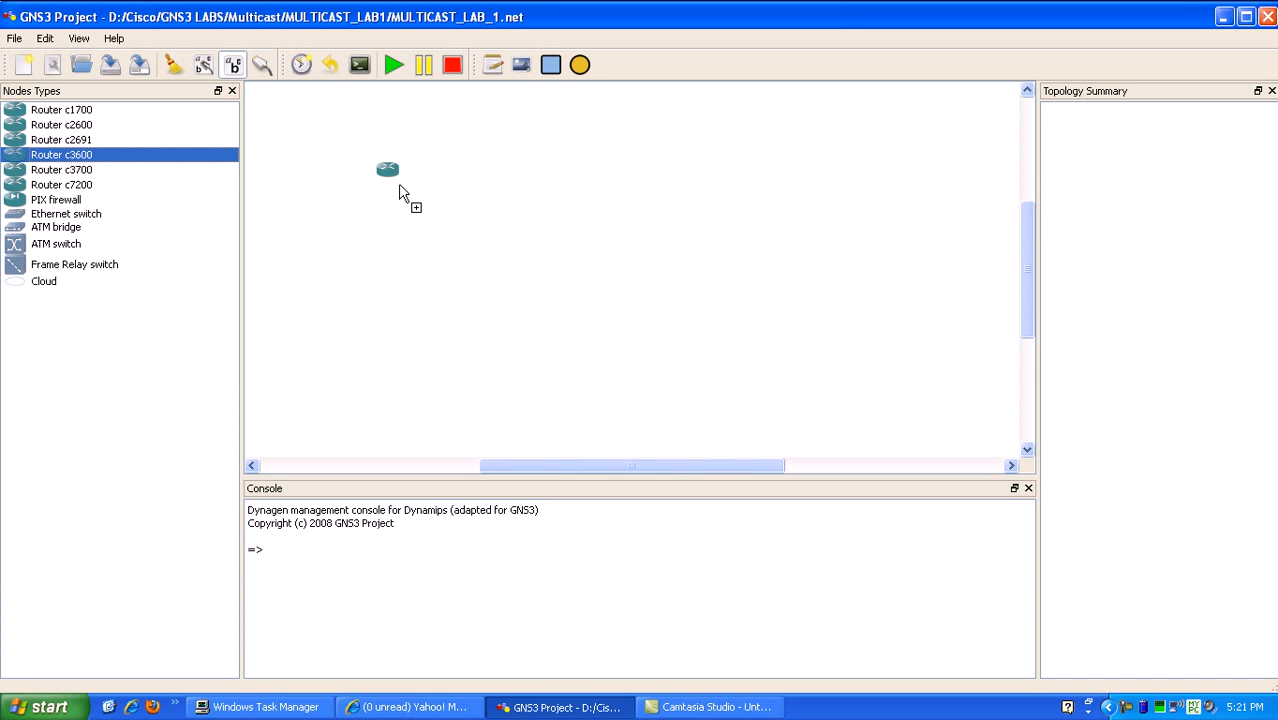 GNS3 Project - D:/Cisco/GNS3 LABS/Multicast/MULTICAST_LAB1/MULTICAST_LAB_1.net
File Edit View Help
Nodes Types
Router c1700
Router c2600
Router c2691
Router c3600
Router c3700
Router c7200
PIX firewall
Ethernet switch
ATM bridge
ATM switch
Frame Relay switch
Cloud
Topology Summary
Console
Dynagen management console for Dynamips (adapted for GNS3)
Copyright (c) 2008 GNS3 Project
=>
start
Windows Task Manager
(0 unread) Yahoo! M...
GNS3 Project - D:/Cis...
Camtasia Studio - Unt...
5:21 PM